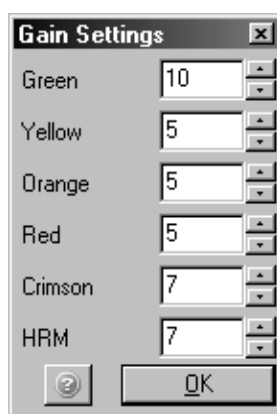 Gain Settings
Green 10
Yellow 5
Orange 5
Red 5
Crimson 7
HRM 7
? OK